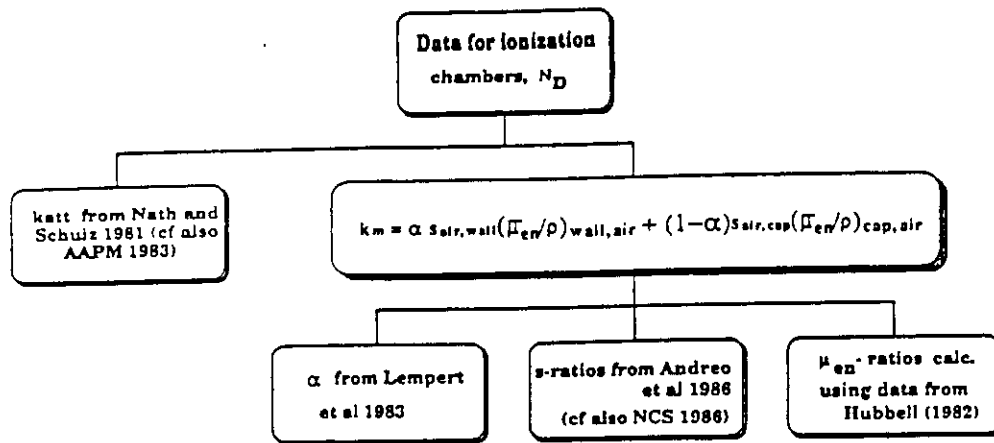 Data for ionization
chambers, N_D
katt from Nath and
Schulz 1981 (cf also
AAPM 1983)
k_m = α s_air,wall(μ̄_en/ρ)_wall,air + (1-α)s_air,cap(μ̄_en/ρ)_cap,air
α from Lempert
et al 1983
s-ratios from Andreo
et al 1986
(cf also NCS 1986)
μ_en- ratios calc.
using data from
Hubbell (1982)